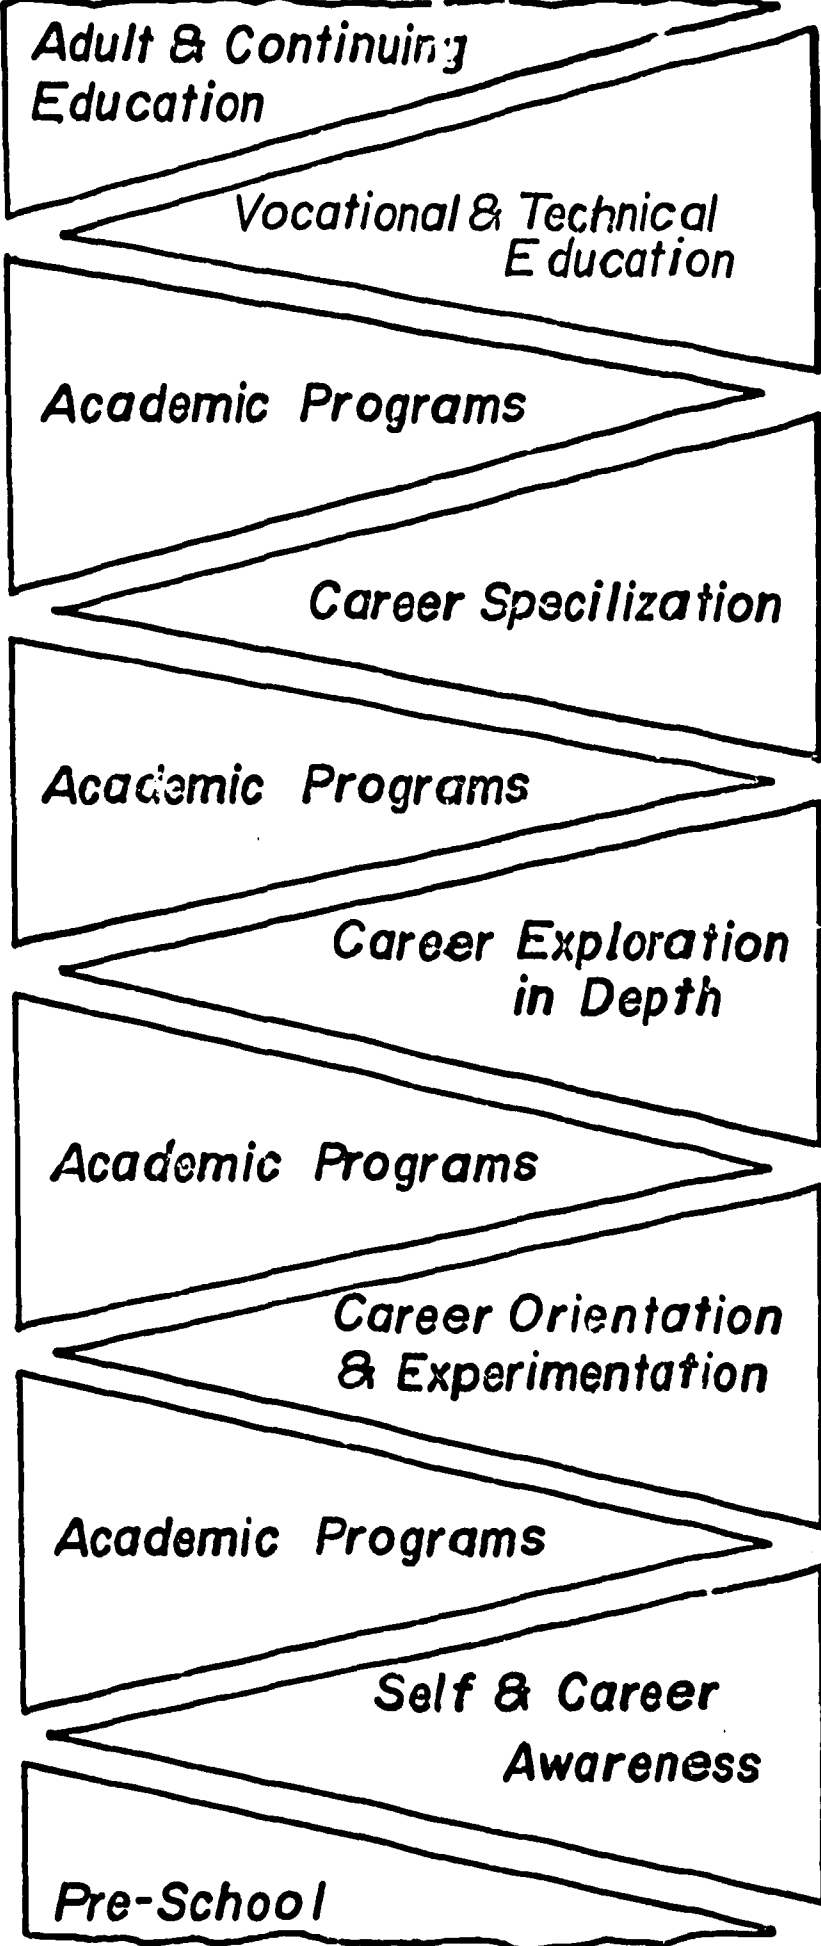 Adult & Continuing
Education
Vocational & Technical
Education
Academic Programs
Career Specilization
Academic Programs
Career Exploration
in Depth
Academic Programs
Career Orientation
& Experimentation
Academic Programs
Self & Career
Awareness
Pre-School